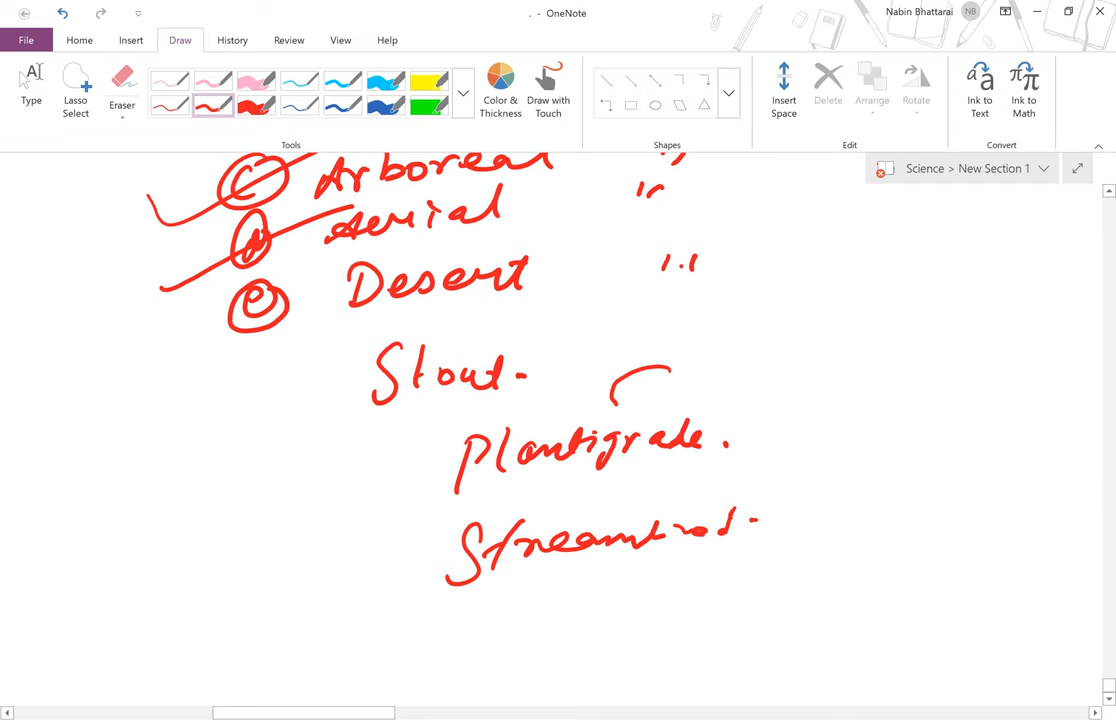 . - OneNote
Nabin Bhattarai NB
File Home Insert Draw History Review View Help
Type
Lasso Select
Eraser
Color & Thickness
Draw with Touch
Insert Space
Delete
Arrange
Rotate
Ink to Text
Ink to Math
Tools
Shapes
Edit
Convert
Science > New Section 1
C Arboreal "
Aerial "
e Desert
Stout.
Plantigrade.
Streamlined.